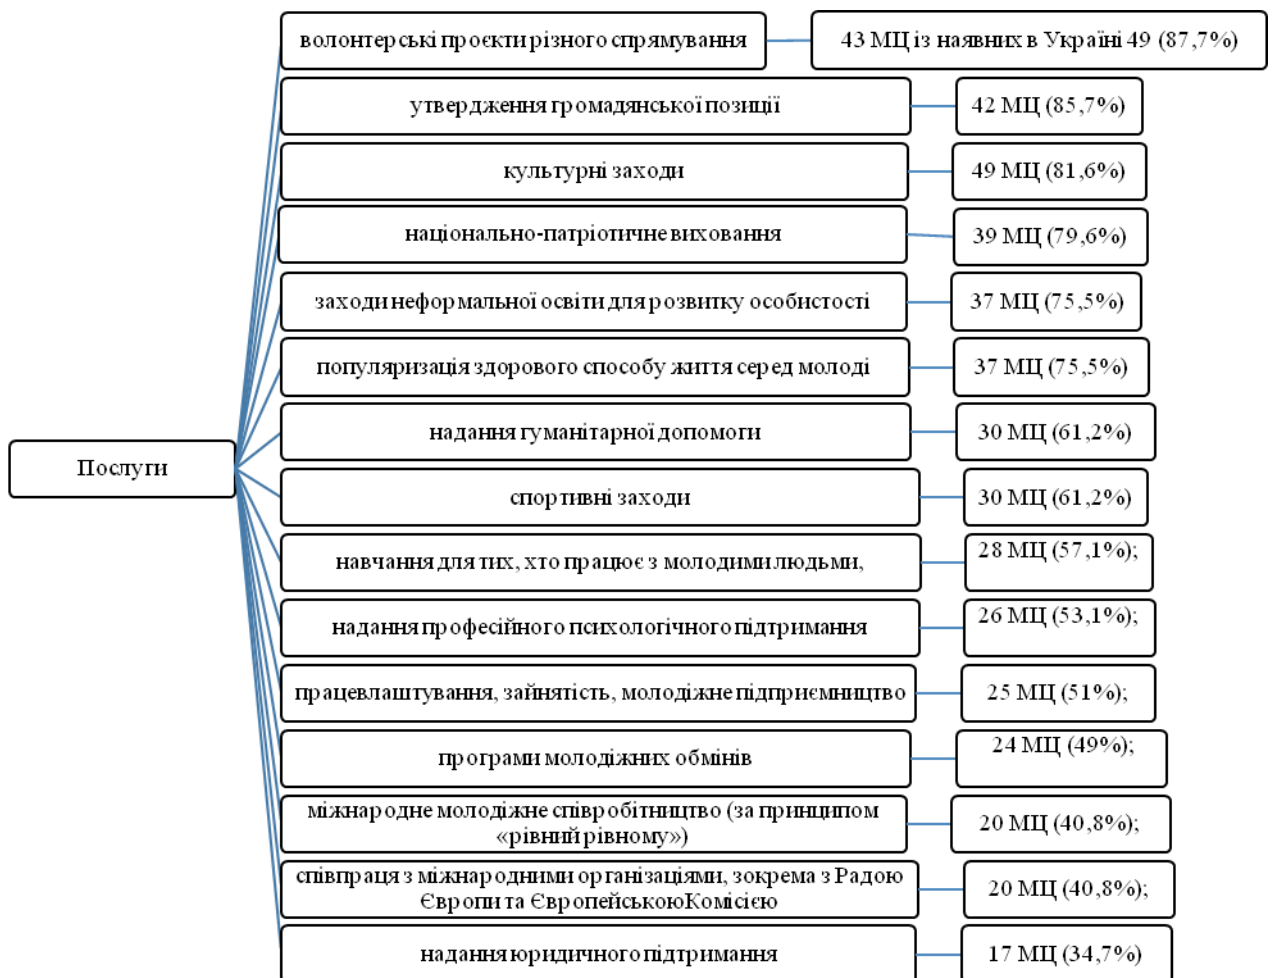 волонтерські проєкти різного спрямування
43 МЦ із наявних в Україні 49 (87,7%)
утвердження громадянської позиції
42 МЦ (85,7%)
культурні заходи
49 МЦ (81,6%)
національно-патріотичне виховання
39 МЦ (79,6%)
заходи неформальної освіти для розвитку особистості
37 МЦ (75,5%)
популяризація здорового способу життя серед молоді
37 МЦ (75,5%)
надання гуманітарної допомоги
30 МЦ (61,2%)
Послуги
спортивні заходи
30 МЦ (61,2%)
навчання для тих, хто працює з молодими людьми,
28 МЦ (57,1%);
надання професійного психологічного підтримання
26 МЦ (53,1%);
працевлаштування, зайнятість, молодіжне підприємництво
25 МЦ (51%);
програми молодіжних обмінів
24 МЦ (49%);
міжнародне молодіжне співробітництво (за принципом
«рівний рівному»)
20 МЦ (40,8%);
співпраця з міжнародними організаціями, зокрема з Радою
Європи та Європейською Комісією
20 МЦ (40,8%);
надання юридичного підтримання
17 МЦ (34,7%)